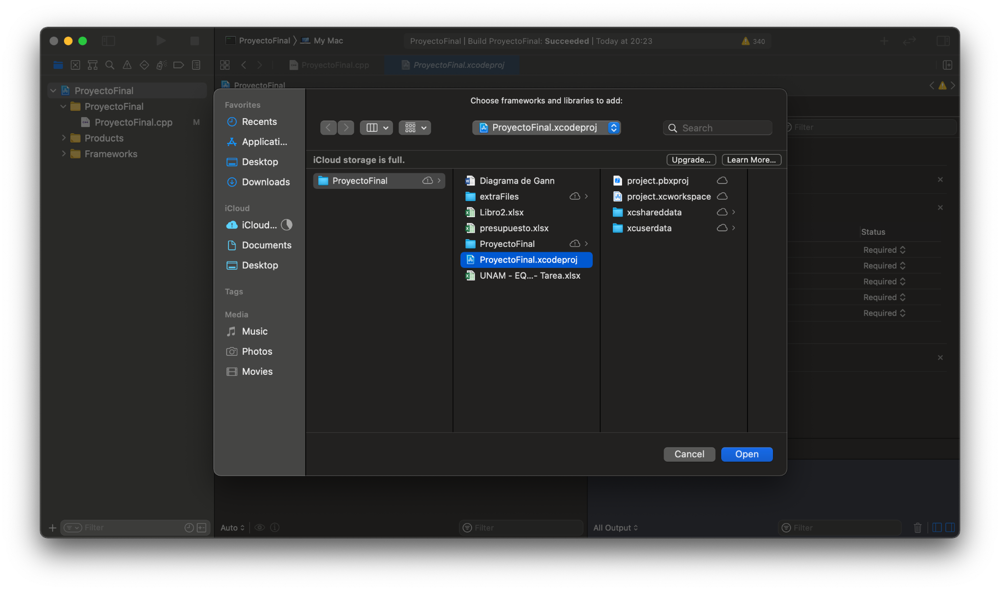 ProyectoFinal
My Mac
ProyectoFinal | Build ProyectoFinal: Succeeded | Today at 20:23
340
ProyectoFinal.cpp
ProyectoFinal.xcodeproj
ProyectoFinal
ProyectoFinal
ProyectoFinal
ProyectoFinal.cpp
M
Products
Frameworks
Favorites
Recents
Applicati...
Desktop
Downloads
iCloud
iCloud...
Documents
Desktop
Tags
Media
Music
Photos
Movies
Choose frameworks and libraries to add:
ProyectoFinal.xcodeproj
Search
iCloud storage is full.
Upgrade...
Learn More...
ProyectoFinal
Diagrama de Gann
extraFiles
Libro2.xlsx
presupuesto.xlsx
ProyectoFinal
ProyectoFinal.xcodeproj
UNAM - EQ...- Tarea.xlsx
project.pbxproj
project.xcworkspace
xcshareddata
xcuserdata
Cancel
Open
Filter
Status
Required
Required
Required
Required
Required
Filter
Auto
Filter
All Output
Filter